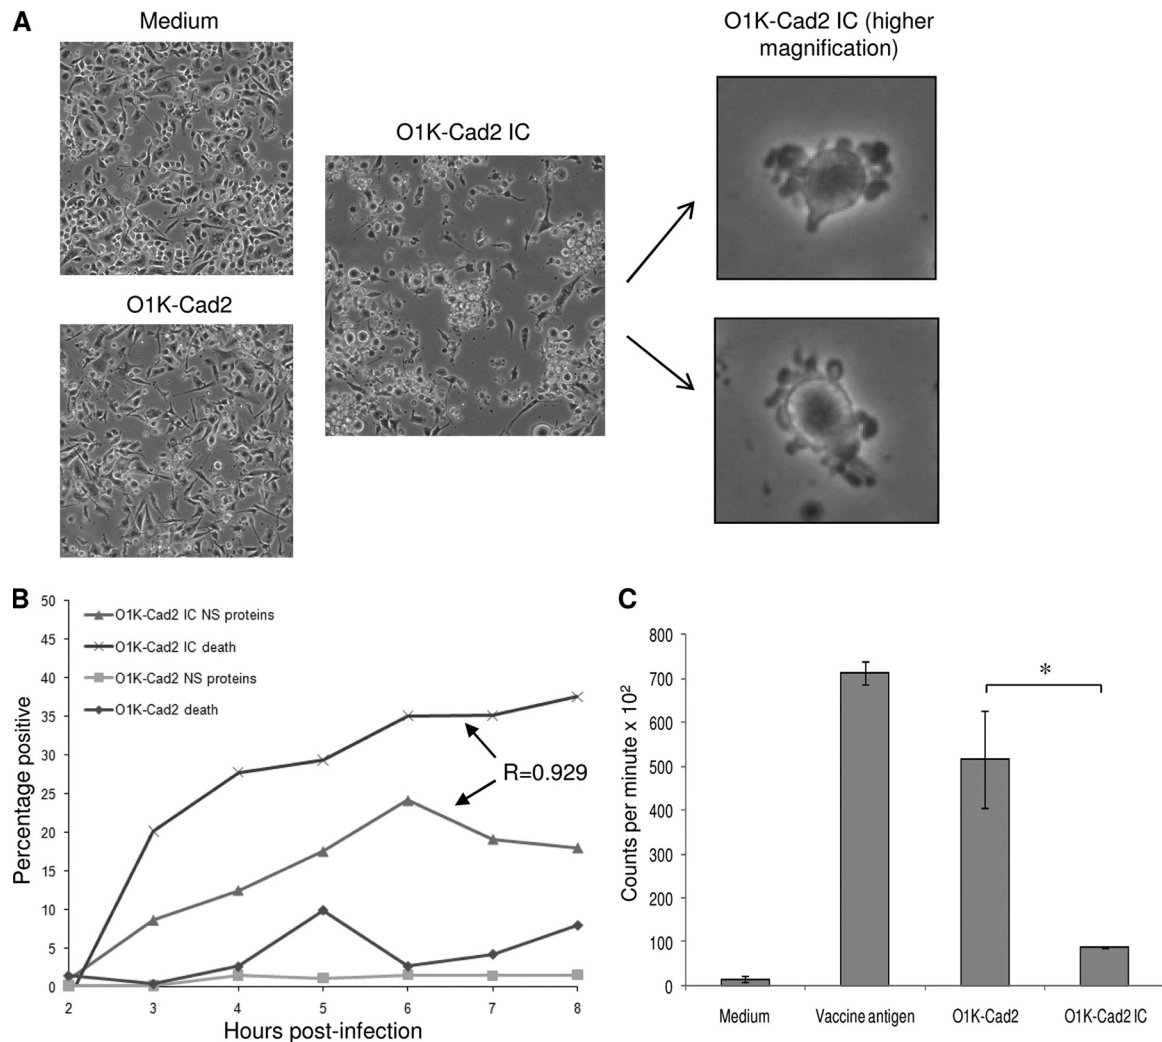 A
Medium
O1K-Cad2 IC (higher
magnification)
O1K-Cad2 IC
O1K-Cad2
B
50
45
40
35
30
25
20
15
10
5
0
Percentage positive
O1K-Cad2 IC NS proteins
O1K-Cad2 IC death
O1K-Cad2 NS proteins
O1K-Cad2 death
R=0.929
2 3 4 5 6 7 8
Hours post-infection
C
800
700
600
500
400
300
200
100
0
Counts per minute x 10²
*
Medium Vaccine antigen O1K-Cad2 O1K-Cad2 IC